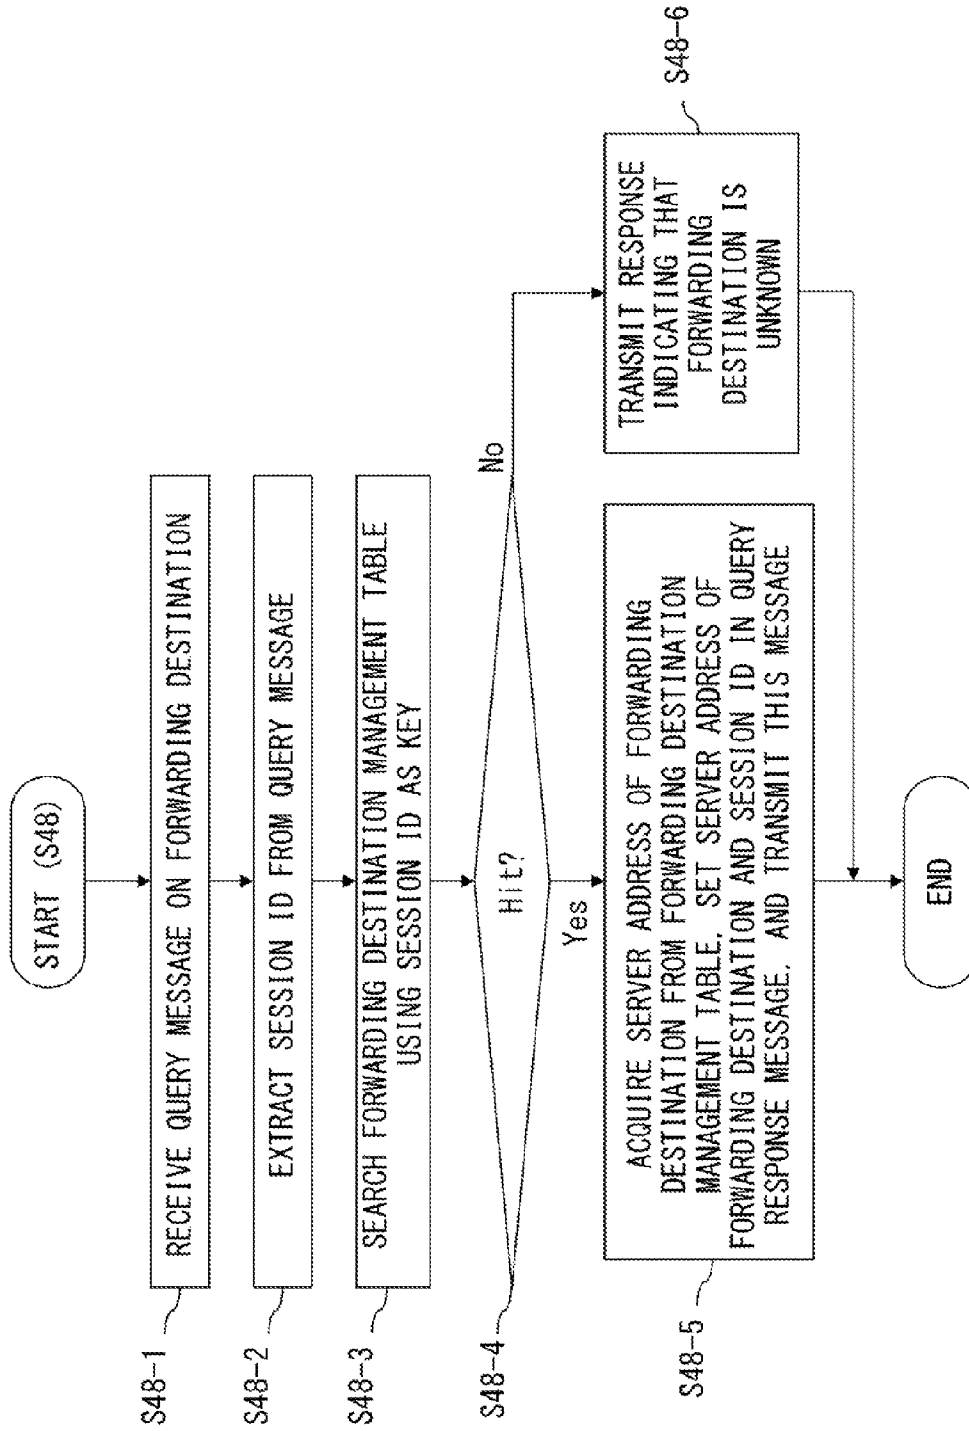 START (S48)
S48-1
RECEIVE QUERY MESSAGE ON FORWARDING DESTINATION
S48-2
EXTRACT SESSION ID FROM QUERY MESSAGE
S48-3
SEARCH FORWARDING DESTINATION MANAGEMENT TABLE
USING SESSION ID AS KEY
S48-4
Hit?
No
Yes
S48-5
ACQUIRE SERVER ADDRESS OF FORWARDING
DESTINATION FROM FORWARDING DESTINATION
MANAGEMENT TABLE, SET SERVER ADDRESS OF
FORWARDING DESTINATION AND SESSION ID IN QUERY
RESPONSE MESSAGE, AND TRANSMIT THIS MESSAGE
S48-6
TRANSMIT RESPONSE
INDICATING THAT
FORWARDING
DESTINATION IS
UNKNOWN
END